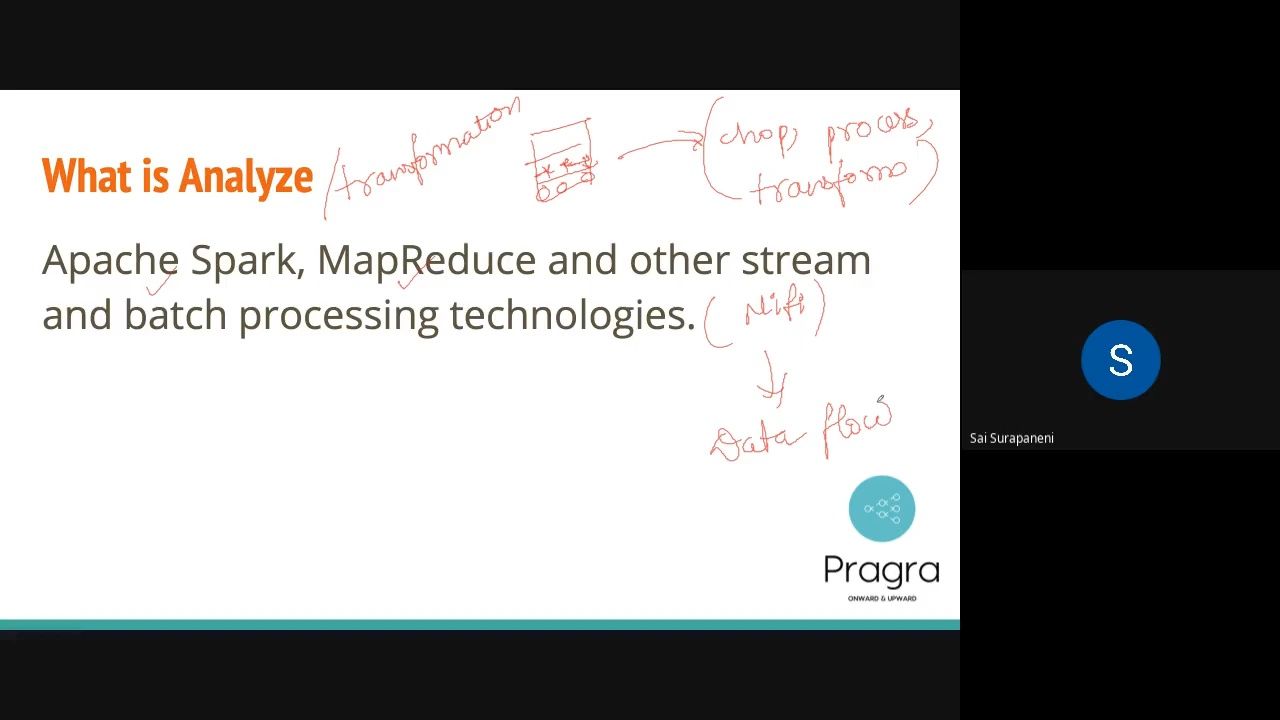 What is Analyze /transformation
(chop, process,
transforms)
Apache Spark, MapReduce and other stream
and batch processing technologies. (Nifi)
Data flow
Pragra
ONWARD & UPWARD
S
Sai Surapaneni